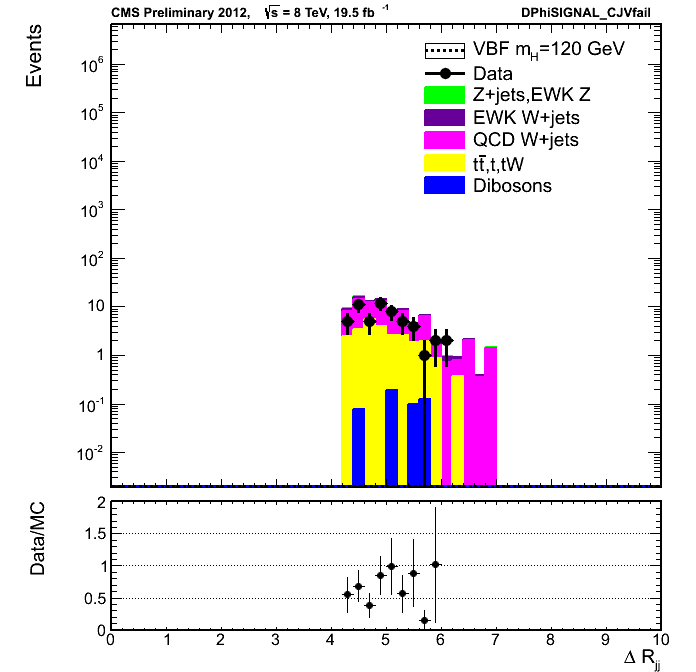 CMS Preliminary 2012, √s = 8 TeV, 19.5 fb⁻¹ DPhiSIGNAL_CJVfail
Events
VBF m_H=120 GeV
Data
Z+jets,EWK Z
EWK W+jets
QCD W+jets
tt̅,t,tW
Dibosons
10⁶
10⁵
10⁴
10³
10²
10
1
10⁻¹
10⁻²
Data/MC
2
1.5
1
0.5
0
0 1 2 3 4 5 6 7 8 9 10
Δ R_jj